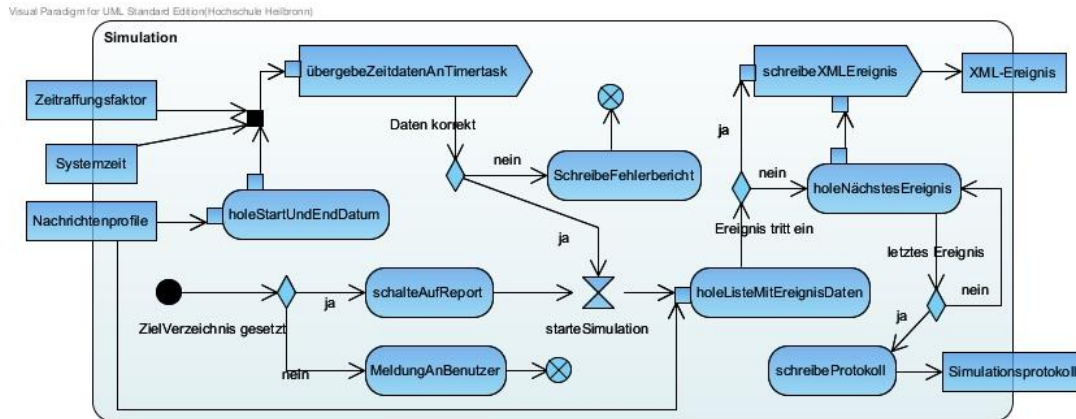 Visual Paradigm for UML Standard Edition(Hochschule Heilbronn)
Simulation
übergebeZeitdatenAnTimertask
schreibeXMLEreignis
XML-Ereignis
Zeitraffungsfaktor
Daten korrekt
ja
nein
nein
Systemzeit
SchreibeFehlerbericht
holeNächstesEreignis
Nachrichtenprofile
holeStartUndEndDatum
Ereignis tritt ein
ja
letztes Ereignis
schalteAufReport
holeListeMitEreignisDaten
nein
ja
ZielVerzeichnis gesetzt
starteSimulation
ja
nein
MeldungAnBenutzer
schreibeProtokoll
Simulationsprotokoll